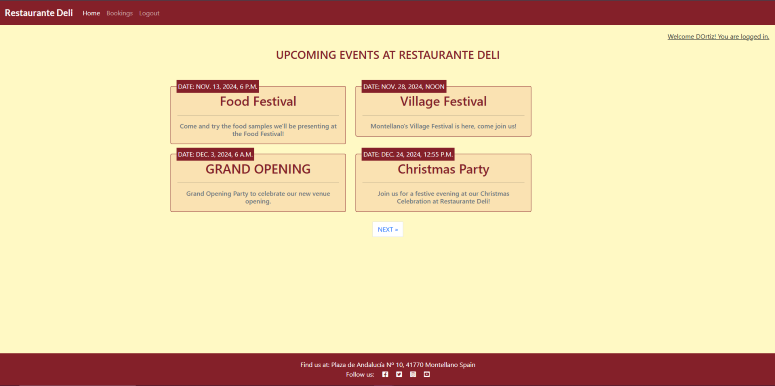 Restaurante Deli Home Bookings Logout
Welcome DOrtiz! You are logged in.
UPCOMING EVENTS AT RESTAURANTE DELI
DATE: NOV. 13, 2024, 6 P.M.
Food Festival
Come and try the food samples we'll be presenting at
the Food Festival!
DATE: NOV. 28, 2024, NOON
Village Festival
Montellano's Village Festival is here, come join us!
DATE: DEC. 3, 2024, 6 A.M.
GRAND OPENING
Grand Opening Party to celebrate our new venue
opening.
DATE: DEC. 24, 2024, 12:55 P.M.
Christmas Party
Join us for a festive evening at our Christmas
Celebration at Restaurante Deli!
NEXT »
Find us at: Plaza de Andalucía Nº 10, 41770 Montellano Spain
Follow us: